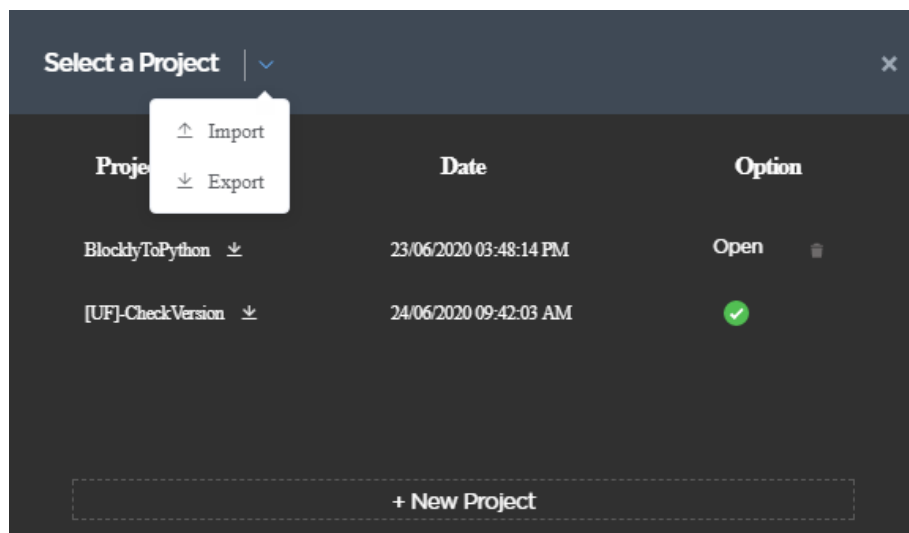 Select a Project
Import
Export
Proje Date Option
BlocklyToPython 23/06/2020 03:48:14 PM Open
[UF]-CheckVersion 24/06/2020 09:42:03 AM
+ New Project